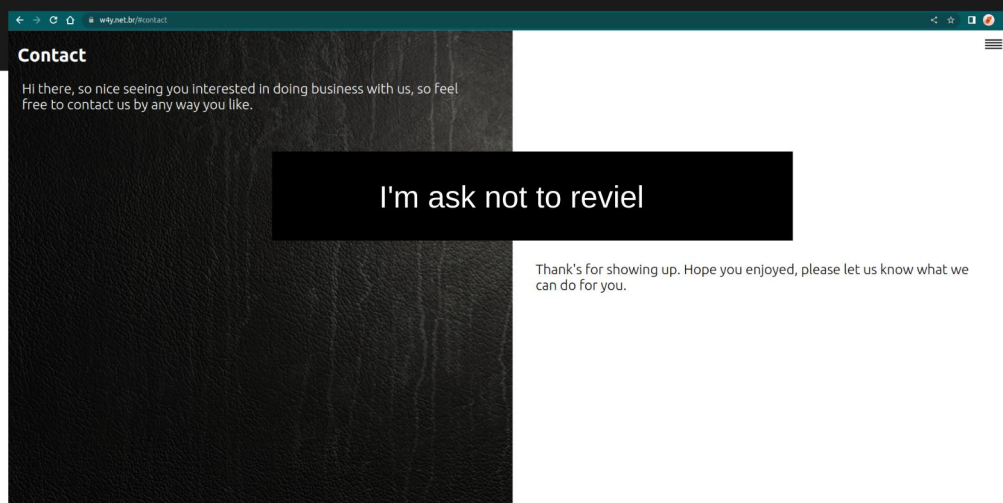 w4y.net.br/#contact
Contact
Hi there, so nice seeing you interested in doing business with us, so feel
free to contact us by any way you like.
I'm ask not to reviel
Thank's for showing up. Hope you enjoyed, please let us know what we
can do for you.